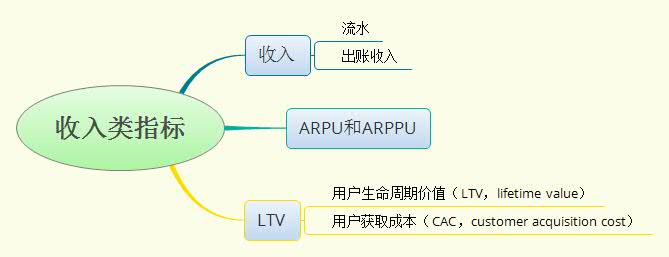 收入类指标
收入
流水
出账收入
ARPU和ARPPU
LTV
用户生命周期价值（LTV，lifetime value）
用户获取成本（CAC，customer acquisition cost）